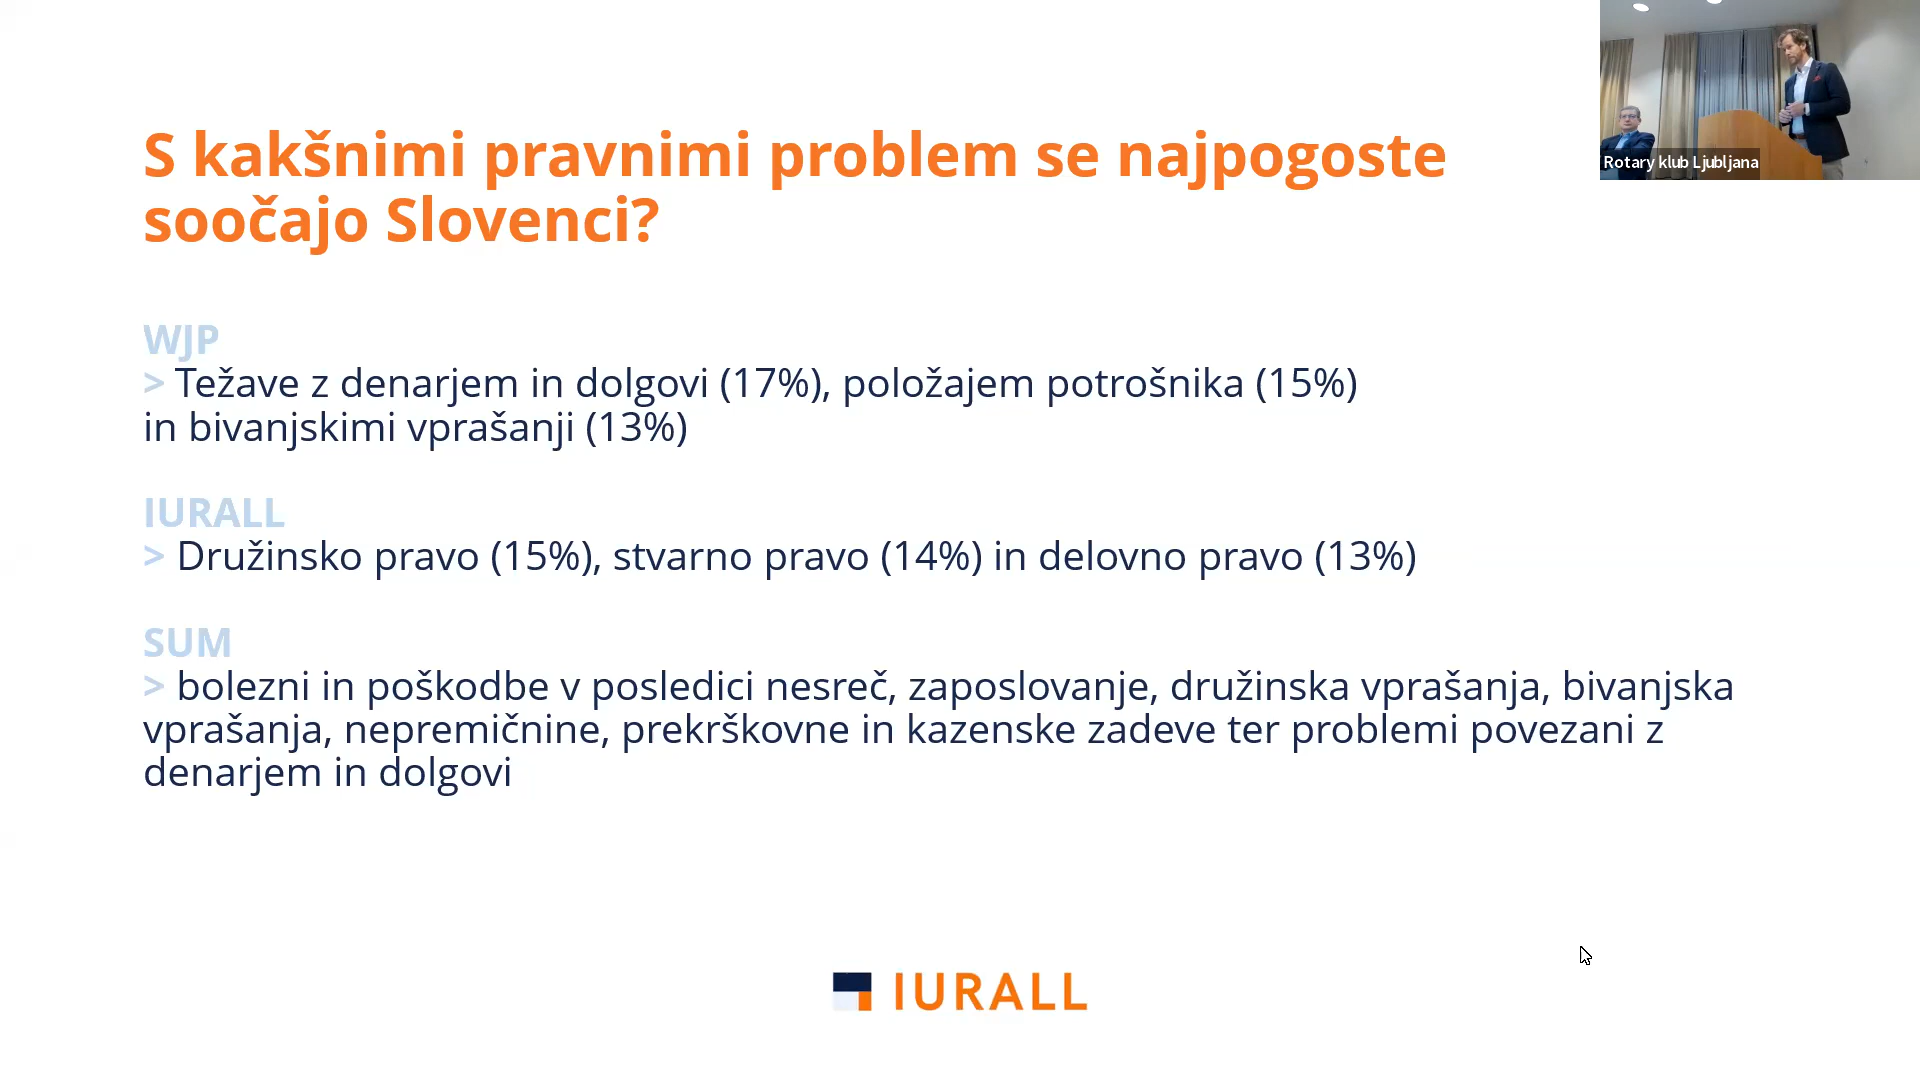 S kakšnimi pravnimi problem se najpogoste
soočajo Slovenci?
WJP
> Težave z denarjem in dolgovi (17%), položajem potrošnika (15%)
in bivanjskimi vprašanji (13%)
IURALL
> Družinsko pravo (15%), stvarno pravo (14%) in delovno pravo (13%)
SUM
> bolezni in poškodbe v posledici nesreč, zaposlovanje, družinska vprašanja, bivanjska
vprašanja, nepremičnine, prekrškovne in kazenske zadeve ter problemi povezani z
denarjem in dolgovi
IURALL
Rotary klub Ljubljana